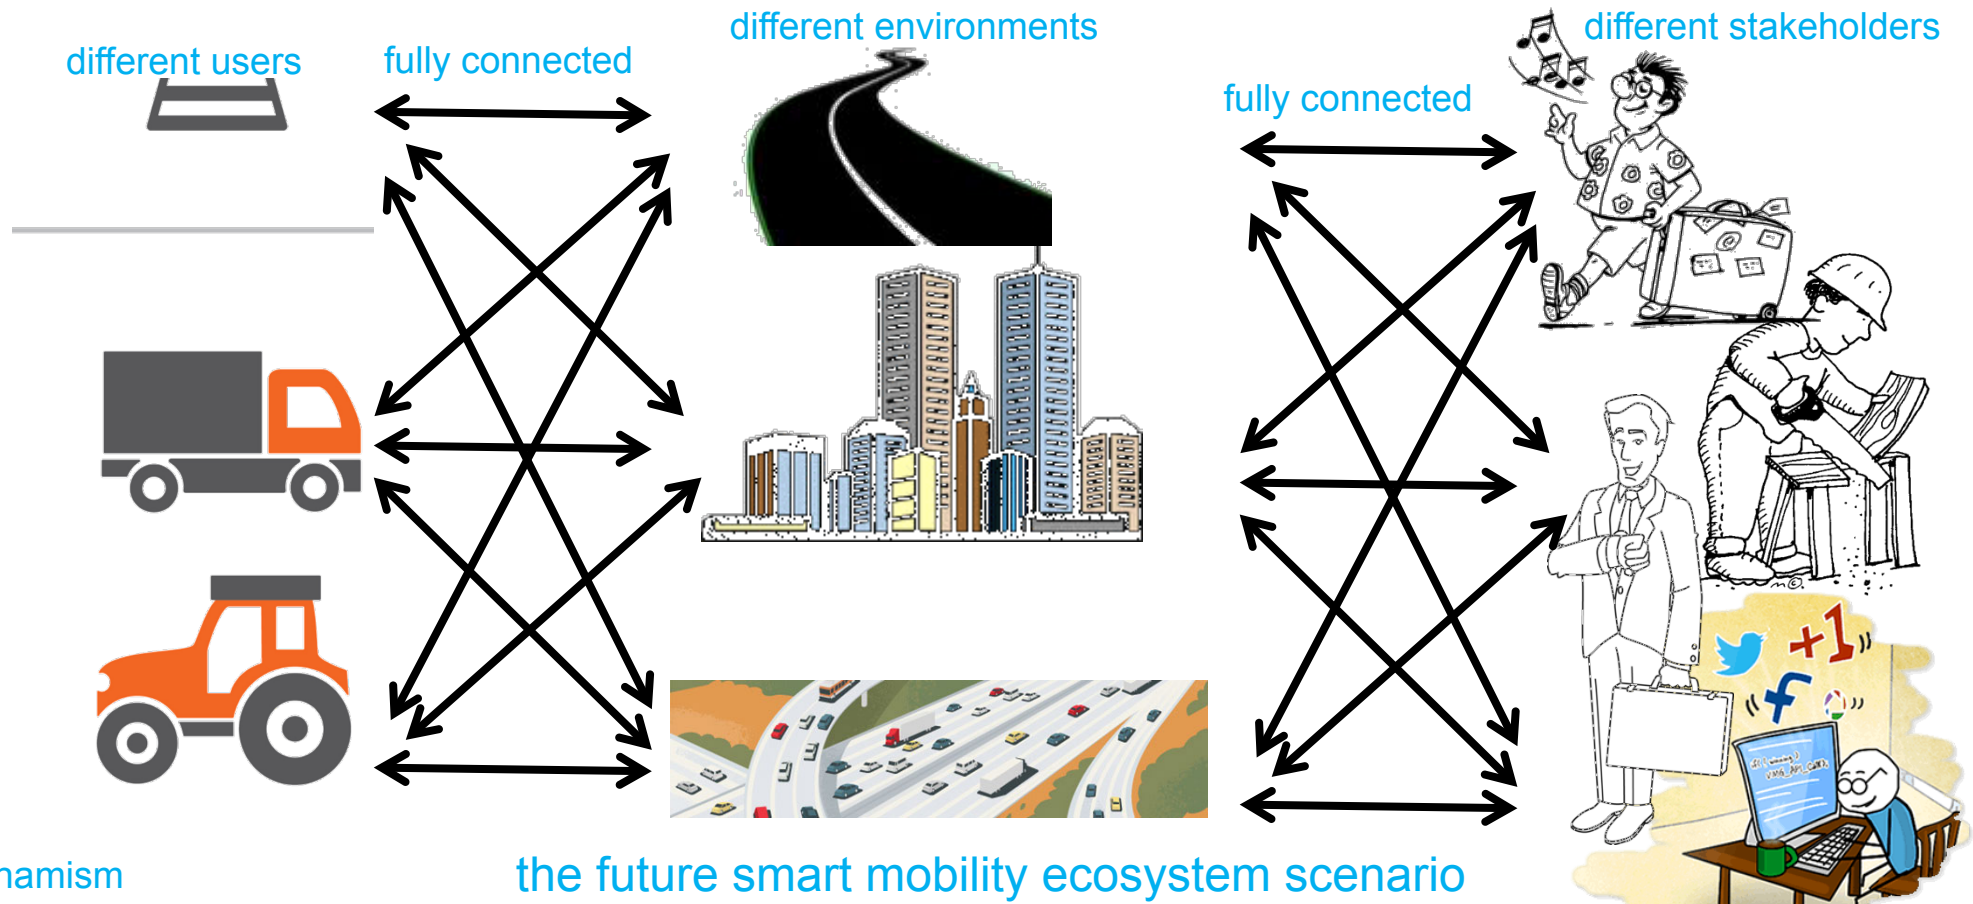 different users
fully connected
different environments
fully connected
different stakeholders
+1
f
namism
the future smart mobility ecosystem scenario